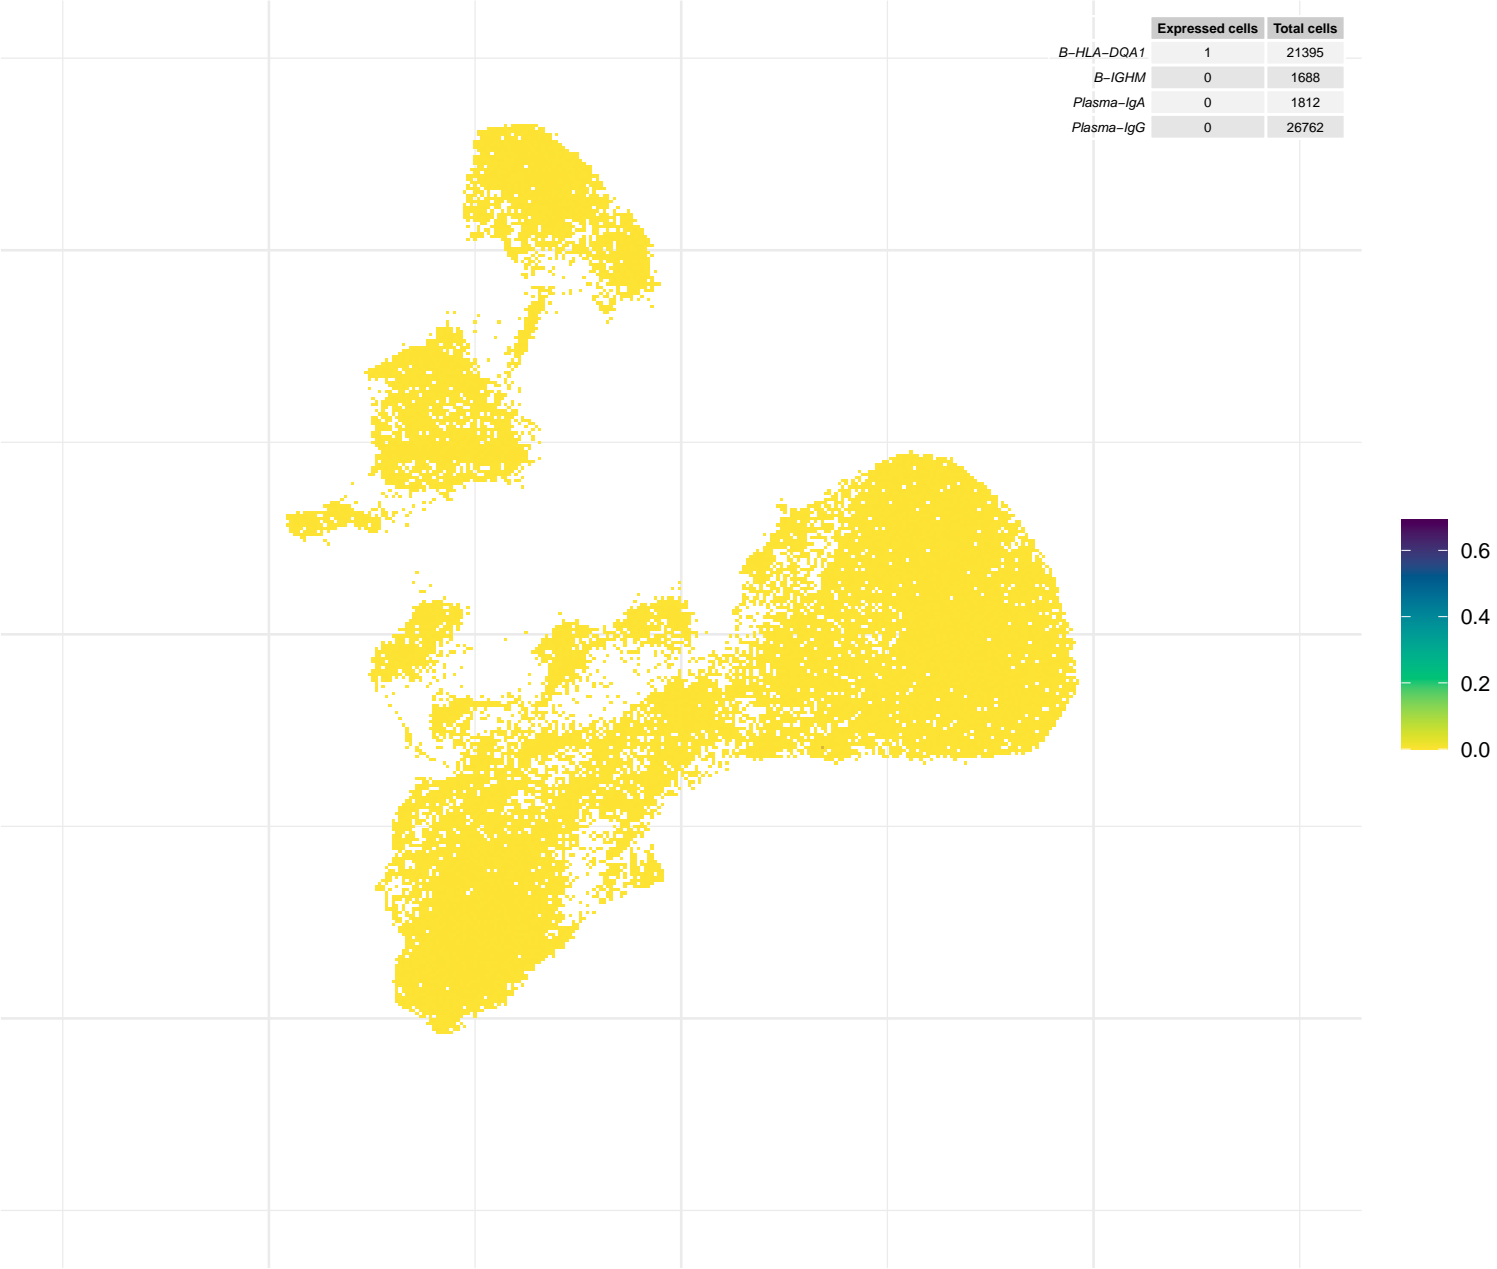 Expressed cells Total cells
B−HLA−DQA1 1 21395
B−IGHM 0 1688
Plasma−IgA 0 1812
Plasma−IgG 0 26762
0.6
0.4
0.2
0.0